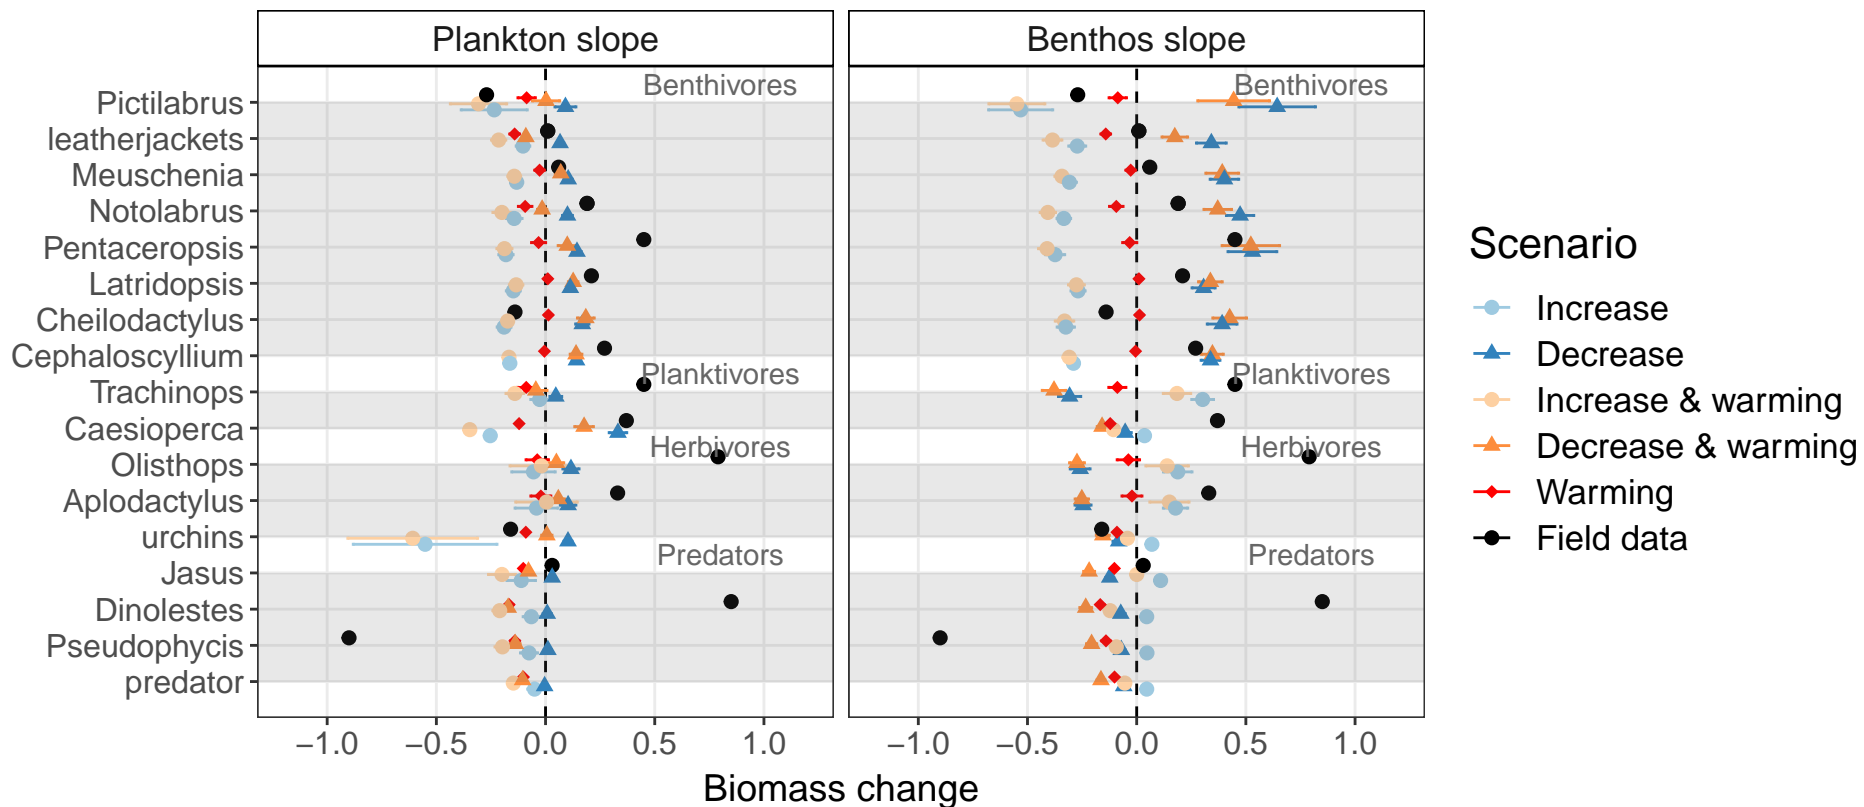 Plankton slope
Benthos slope
Benthivores
Benthivores
Pictilabrus
leatherjackets
Meuschenia
Notolabrus
Pentaceropsis
Latridopsis
Cheilodactylus
Cephaloscyllium
Planktivores
Planktivores
Trachinops
Caesioperca
Herbivores
Herbivores
Olisthops
Aplodactylus
urchins
Predators
Predators
Jasus
Dinolestes
Pseudophycis
predator
−1.0 −0.5 0.0 0.5 1.0
−1.0 −0.5 0.0 0.5 1.0
Biomass change
Scenario
Increase
Decrease
Increase & warming
Decrease & warming
Warming
Field data